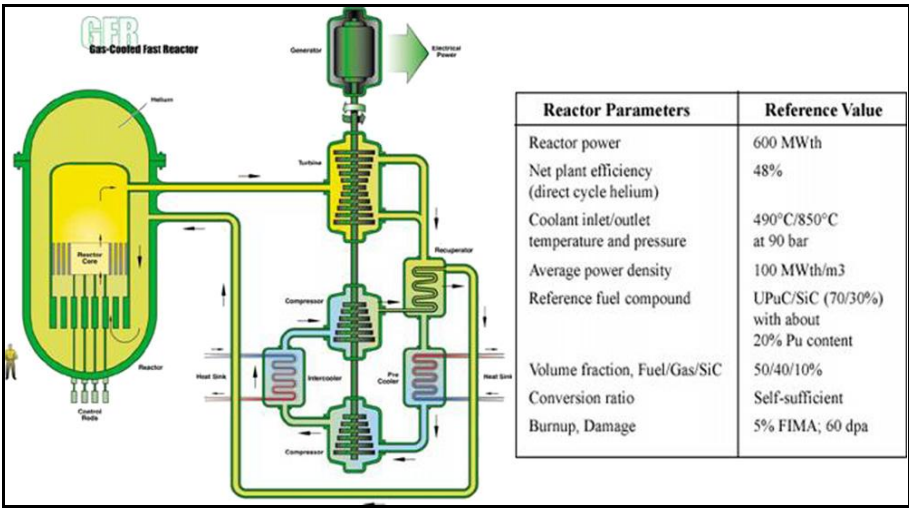 GFR
Gas-Cooled Fast Reactor
Generator
Electrical
Power
Helium
Turbine
Recuperator
Reactor
Core
Compressor
Heat Sink
Intercooler
Pre
Cooler
Heat Sink
Reactor
Control
Rods
Compressor
Reactor Parameters
Reference Value
Reactor power
600 MWth
Net plant efficiency
(direct cycle helium)
48%
Coolant inlet/outlet
temperature and pressure
490°C/850°C
at 90 bar
Average power density
100 MWth/m3
Reference fuel compound
UPuC/SiC (70/30%)
with about
20% Pu content
Volume fraction, Fuel/Gas/SiC
50/40/10%
Conversion ratio
Self-sufficient
Burnup, Damage
5% FIMA; 60 dpa